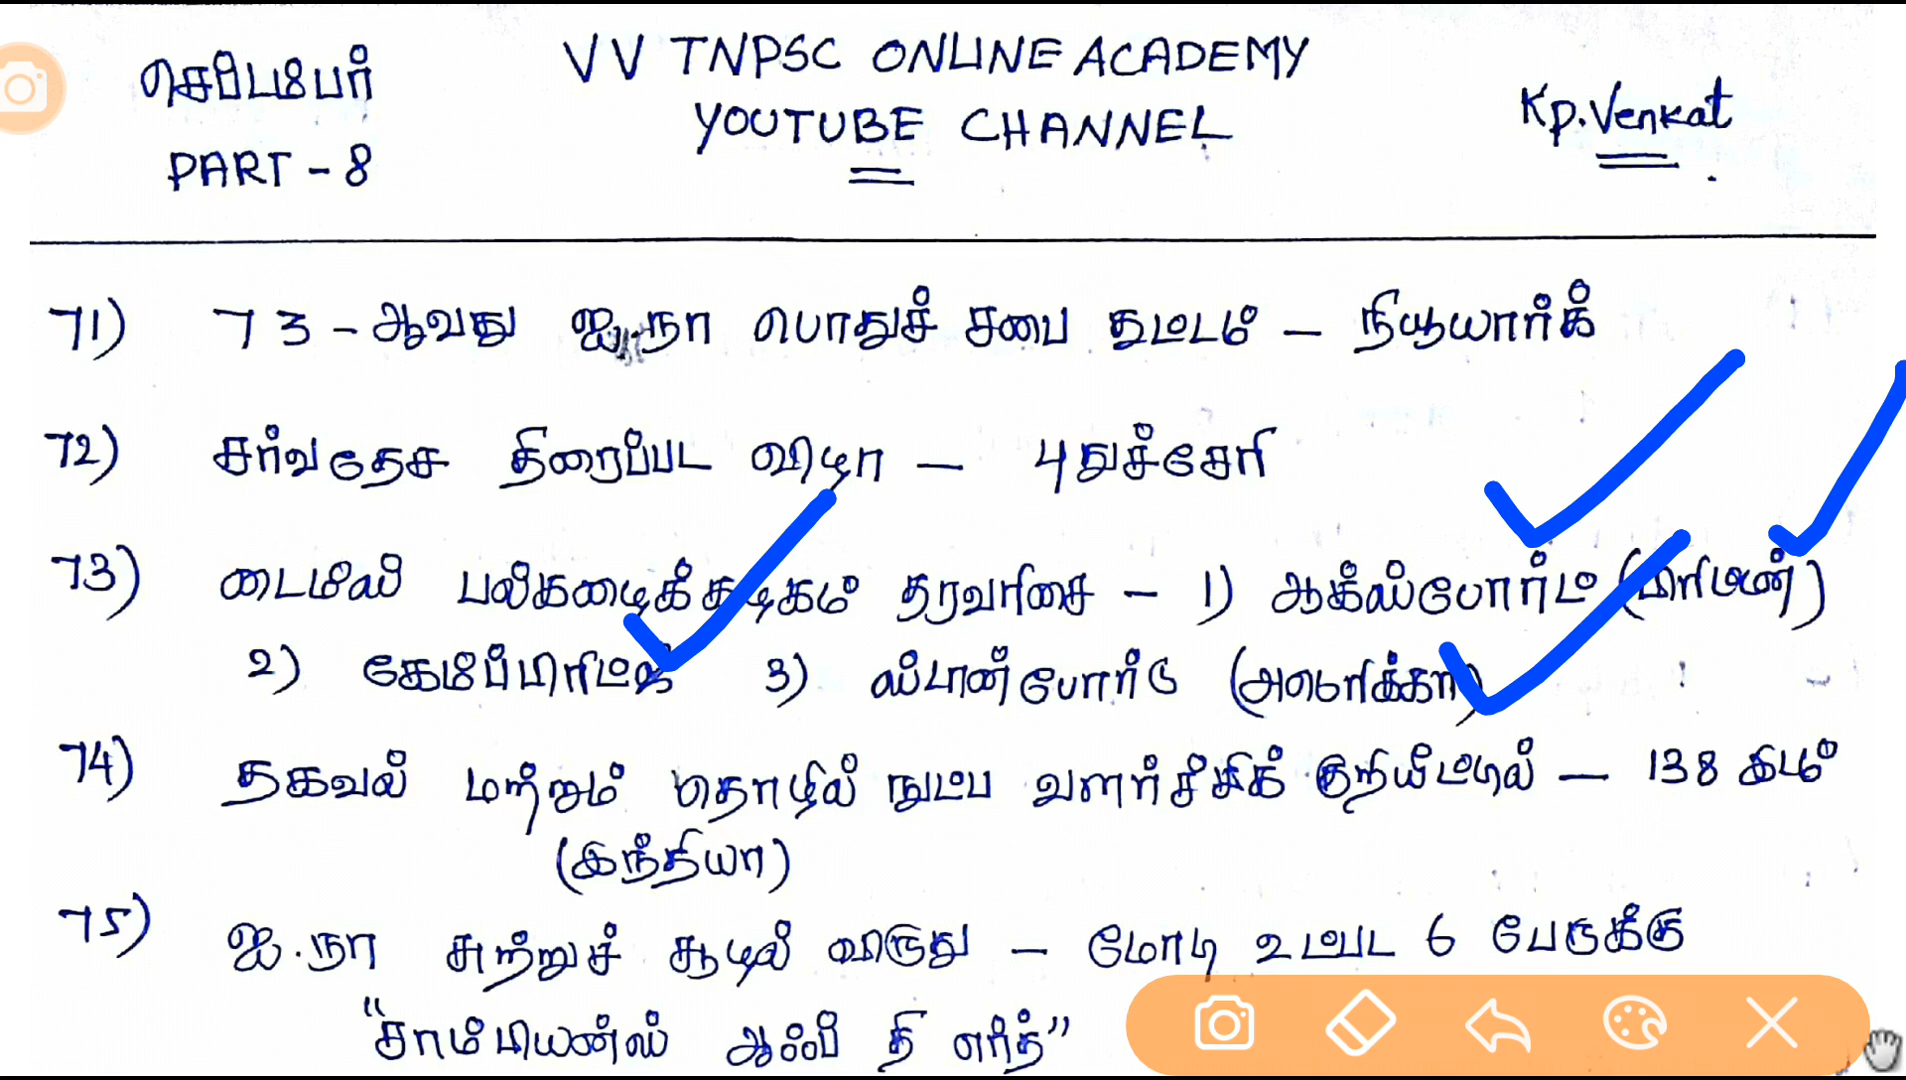 செப்டம்பர்
PART - 8
VV TNPSC ONLINE ACADEMY
YOUTUBE CHANNEL
Kp.Venkat
71) 73 - ஆவது ஐ.நா பொதுச் சபை கூட்டம் - நியூயார்க்
72) சர்வதேச திரைப்பட விழா - புதுச்சேரி
73) டைம்ஸ் பல்கலைக்கழகம் தரவரிசை - 1) ஆக்ஸ்போர்ட் (பிரிட்டன்)
2) கேம்பிரிட்ஜ் 3) ஸ்டான்போர்டு (அமெரிக்கா)
74) தகவல் மற்றும் தொழில் நுட்ப வளர்ச்சிக் குறியீட்டில் - 138 இடம்
(இந்தியா)
75) ஐ.நா சுற்றுச் சூழல் விருது - மோடி உட்பட 6 பேருக்கு
"சாம்பியன்ஸ் ஆஃப் தி எர்த்"